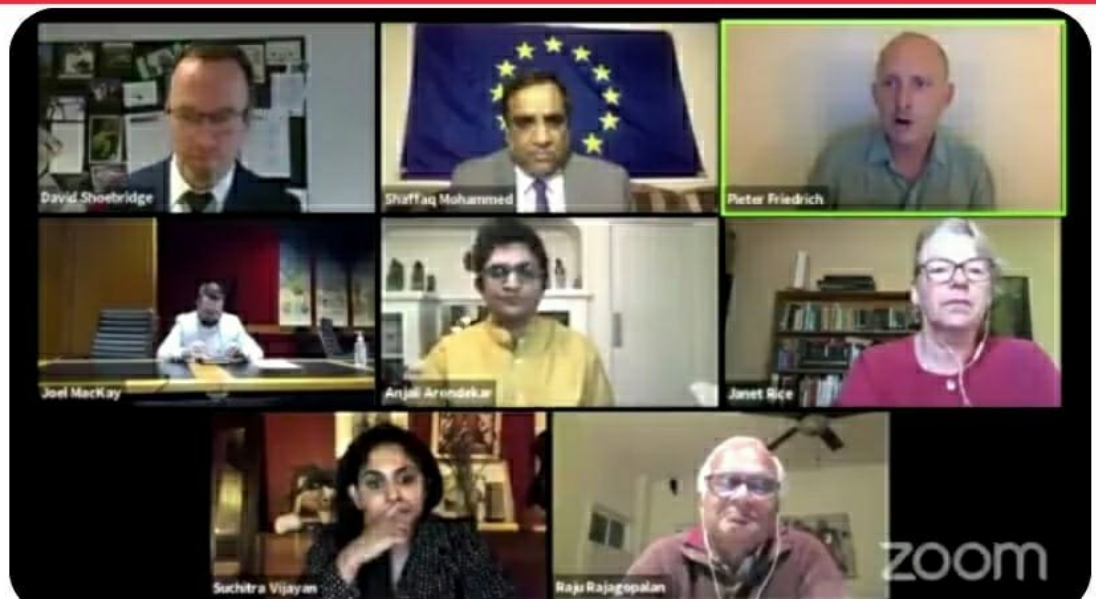 David Shoebridge
Shaffaq Mohammed
Pieter Friedrich
Joel MacKay
Anjali Arondekar
Janet Rice
Suchitra Vijayan
Raju Rajagopalan
zoom